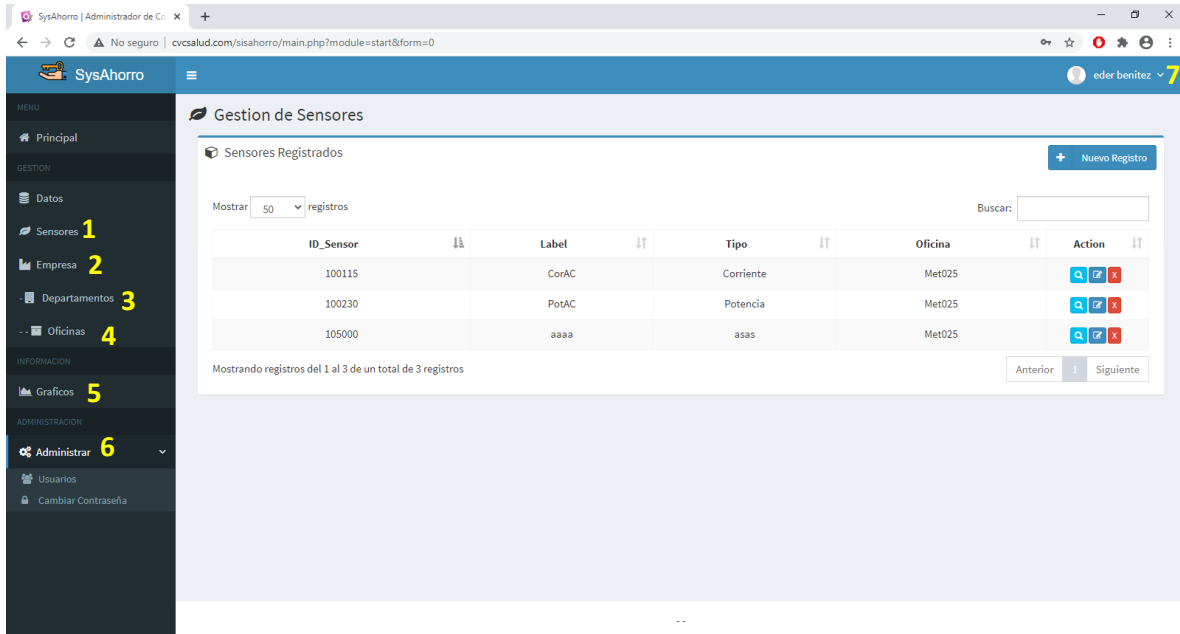 SysAhorro | Administrador de Co
No seguro | cvcsalud.com/sisahorro/main.php?module=start&form=0
SysAhorro
eder benitez 7
MENU
Principal
GESTION
Datos
Sensores 1
Empresa 2
- Departamentos 3
-- Oficinas 4
INFORMACION
Graficos 5
ADMINISTRACION
Administrar 6
Usuarios
Cambiar Contraseña
Gestion de Sensores
Sensores Registrados
+ Nuevo Registro
Mostrar 50 registros
Buscar:
ID_Sensor Label Tipo Oficina Action
100115 CorAC Corriente Met025 X
100230 PotAC Potencia Met025 X
105000 aaaa asas Met025 X
Mostrando registros del 1 al 3 de un total de 3 registros
Anterior 1 Siguiente
--